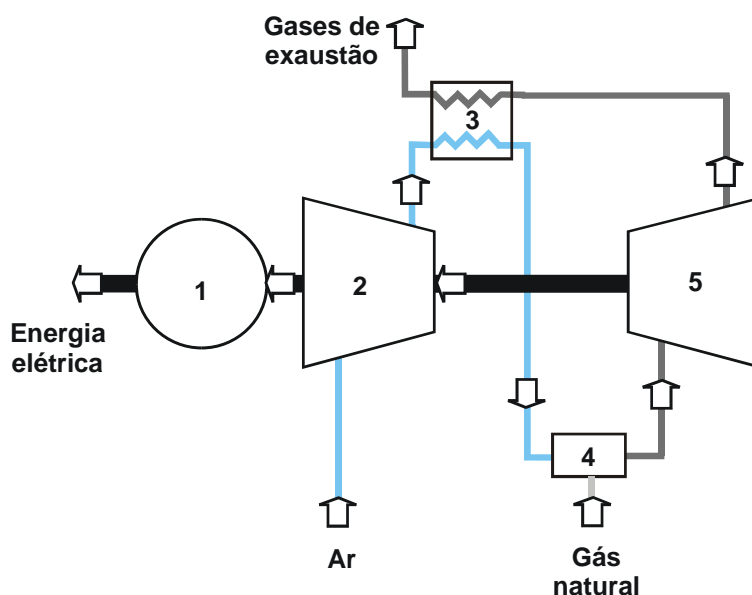 Gases de
exaustão
3
1
2
5
Energia
elétrica
4
Ar
Gás
natural